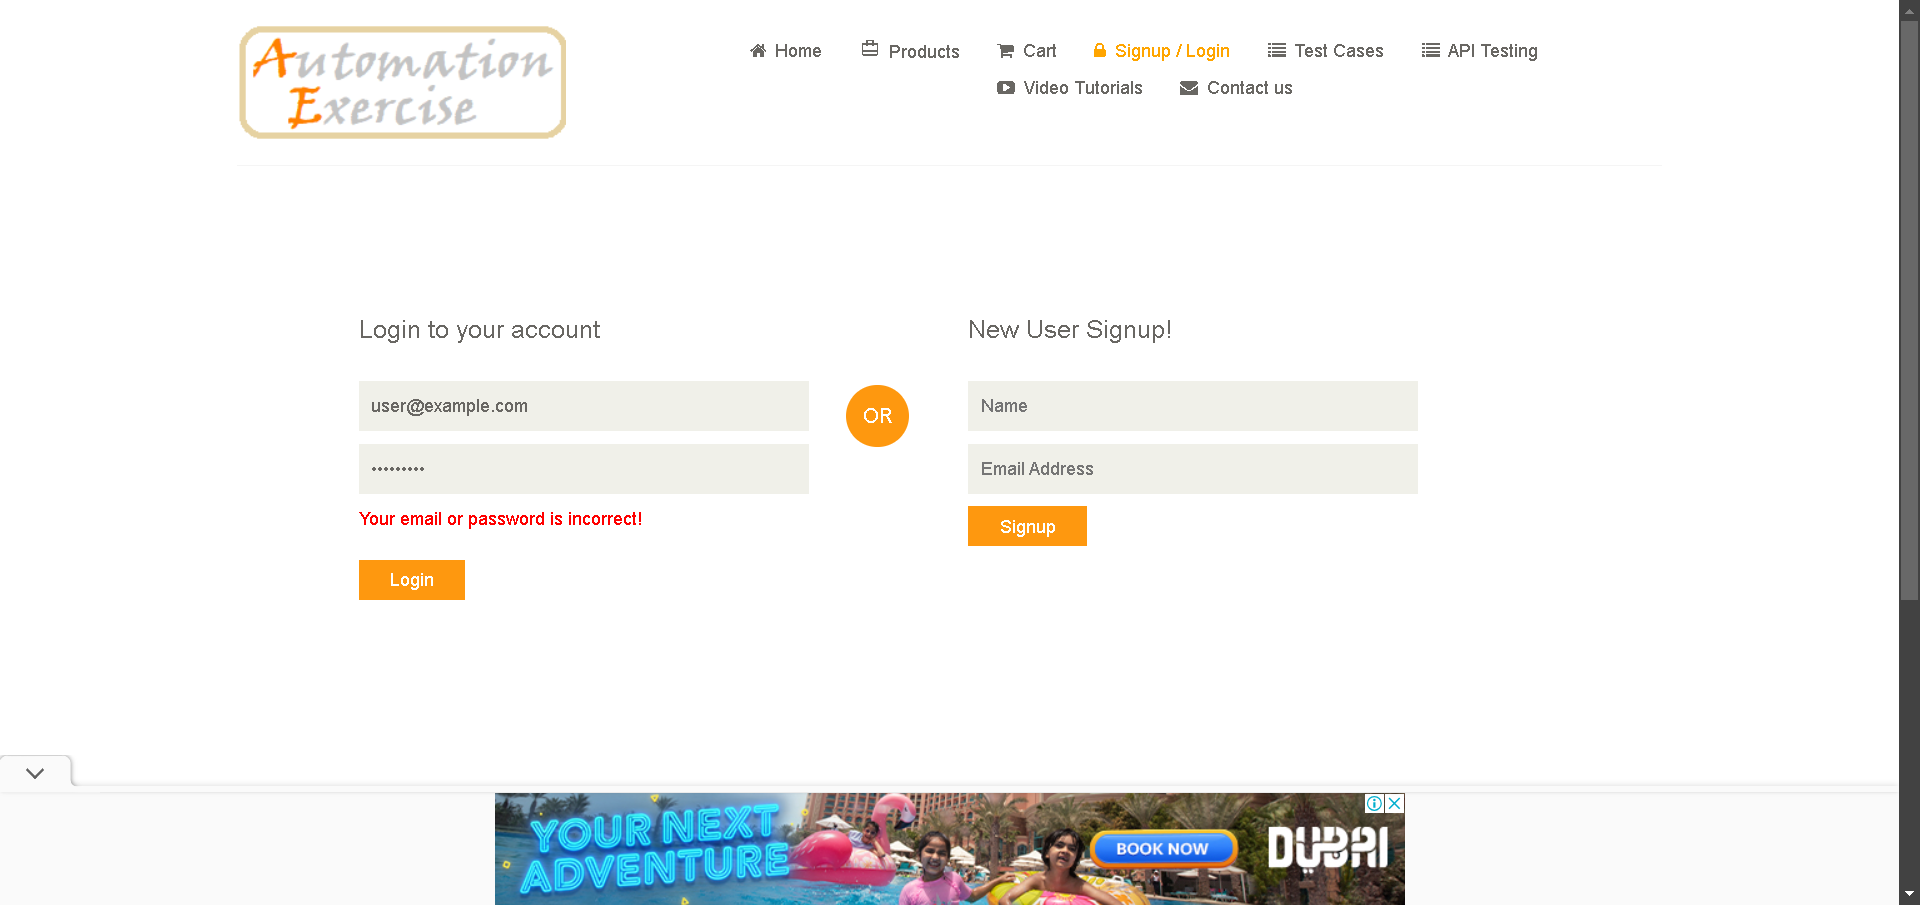 Automation
Exercise
Home
Products
Cart
Signup / Login
Test Cases
API Testing
Video Tutorials
Contact us
Login to your account
New User Signup!
user@example.com
•••••••••
OR
Name
Email Address
Your email or password is incorrect!
Signup
Login
YOUR NEXT
ADVENTURE
BOOK NOW
DUBAI